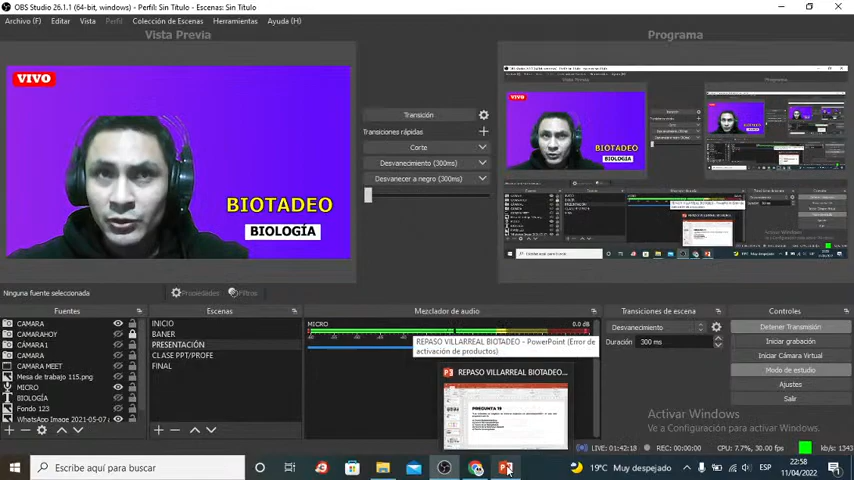 OBS Studio 26.1.1 (64-bit, windows) - Perfil: Sin Titulo - Escenas: Sin Titulo
Archivo (F) Editar Vista Perfil Colección de Escenas Herramientas Ayuda (H)
Vista Previa
Programa
VIVO
BIOTADEO
BIOLOGÍA
Transición
Transiciones rápidas
Corte
Desvanecimiento (300ms)
Desvanecer a negro (300ms)
VIVO
BIOTADEO
BIOLOGÍA
Ninguna fuente seleccionada
Propiedades
Filtros
Fuentes
CAMARA
CAMARAHOY
CÁMARA1
CAMARA
CAMARA MEET
Mesa de trabajo 115.png
MICRO
BIOLOGÍA
Fondo 123
WhatsApp Image 2021-05-07
Escenas
INICIO
BANER
PRESENTACIÓN
CLASE PPT/PROFE
FINAL
Mezclador de audio
MICRO
0.0 dB
REPASO VILLARREAL BIOTADEO - PowerPoint (Error de
activación de productos)
REPASO VILLARREAL BIOTADEO...
PREGUNTA 19
Transiciones de escena
Desvanecimiento
Duración 300 ms
Controles
Detener Transmisión
Iniciar grabación
Iniciar Cámara Virtual
Modo de estudio
Ajustes
Salir
Activar Windows
Ve a Configuración para activar Windows.
LIVE: 01:42:18
REC: 00:00:00
CPU: 7.7%, 30.00 fps
kb/s: 1343
Escribe aquí para buscar
19°C Muy despejado
ESP
22:58
11/04/2022